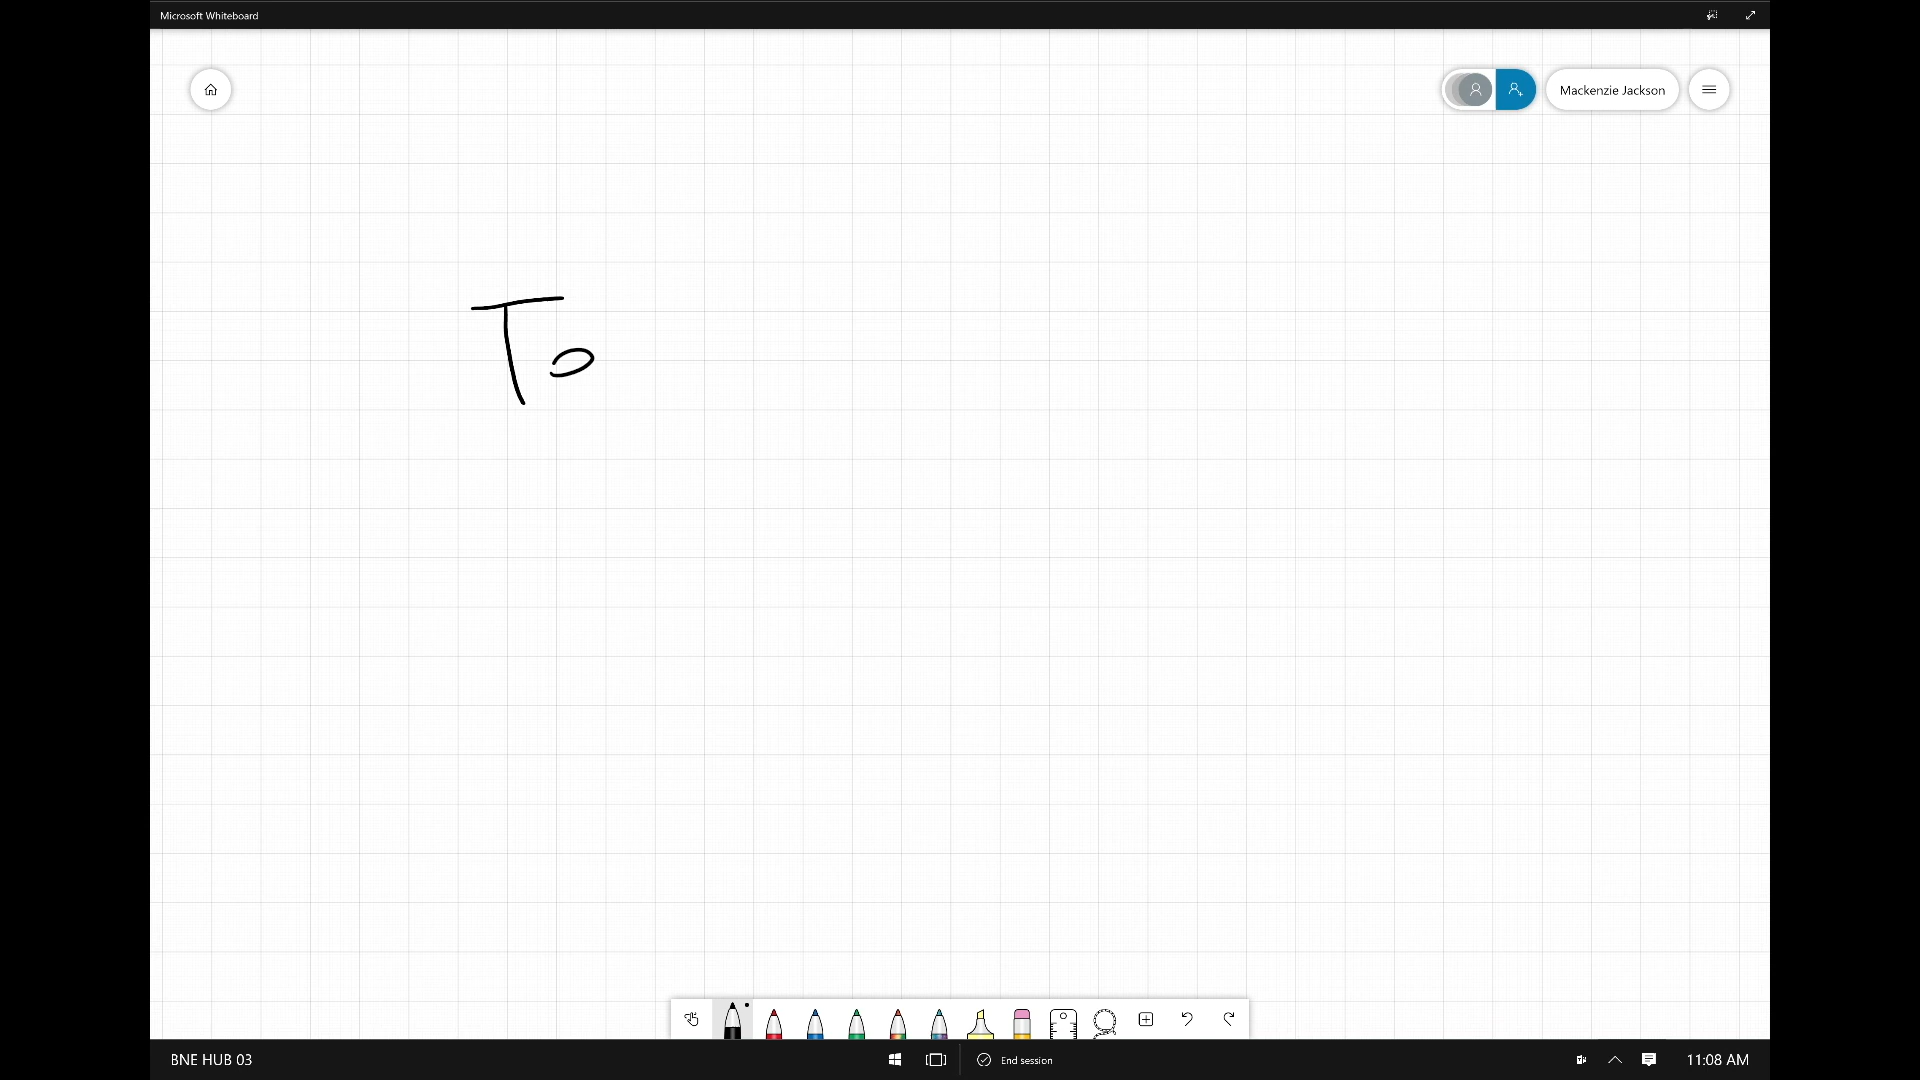 Microsoft Whiteboard
Mackenzie Jackson
To
BNE HUB 03
End session
11:08 AM